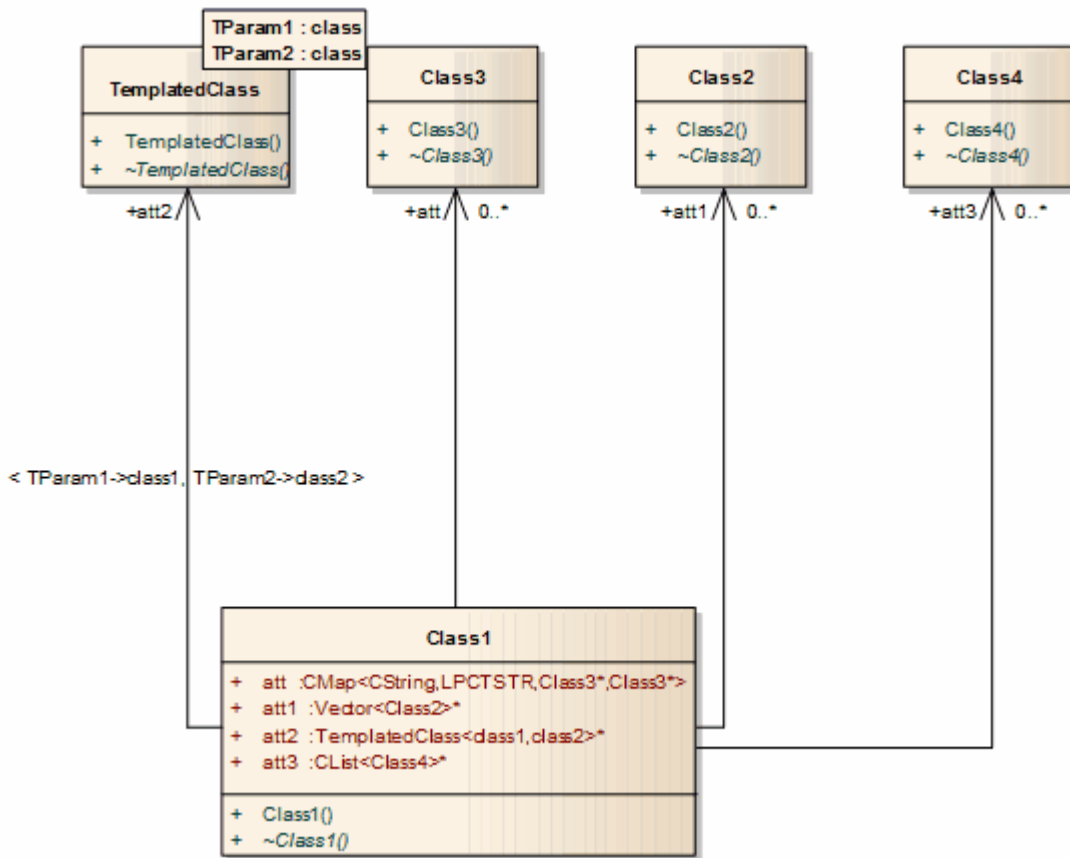 TParam1 : class
TParam2 : class
TemplatedClass
+ TemplatedClass()
+ ~TemplatedClass()
Class3
+ Class3()
+ ~Class3()
Class2
+ Class2()
+ ~Class2()
Class4
+ Class4()
+ ~Class4()
+att2
+att 0..*
+att1 0..*
+att3 0..*
< TParam1->class1, TParam2->class2 >
Class1
+ att :CMap<CString,LPCTSTR,Class3*,Class3*>
+ att1 :Vector<Class2>*
+ att2 :TemplatedClass<class1,class2>*
+ att3 :CList<Class4>*
+ Class1()
+ ~Class1()